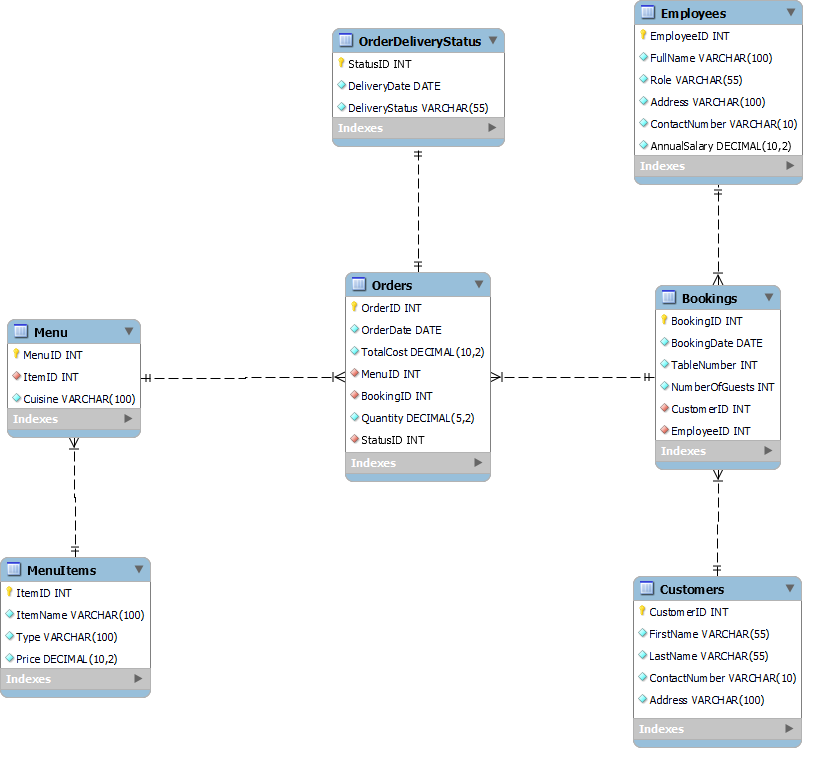 OrderDeliveryStatus
StatusID INT
DeliveryDate DATE
DeliveryStatus VARCHAR(55)
Indexes
Employees
EmployeeID INT
FullName VARCHAR(100)
Role VARCHAR(55)
Address VARCHAR(100)
ContactNumber VARCHAR(10)
AnnualSalary DECIMAL(10,2)
Indexes
Menu
MenuID INT
ItemID INT
Cuisine VARCHAR(100)
Indexes
Orders
OrderID INT
OrderDate DATE
TotalCost DECIMAL(10,2)
MenuID INT
BookingID INT
Quantity DECIMAL(5,2)
StatusID INT
Indexes
Bookings
BookingID INT
BookingDate DATE
TableNumber INT
NumberOfGuests INT
CustomerID INT
EmployeeID INT
Indexes
MenuItems
ItemID INT
ItemName VARCHAR(100)
Type VARCHAR(100)
Price DECIMAL(10,2)
Indexes
Customers
CustomerID INT
FirstName VARCHAR(55)
LastName VARCHAR(55)
ContactNumber VARCHAR(10)
Address VARCHAR(100)
Indexes